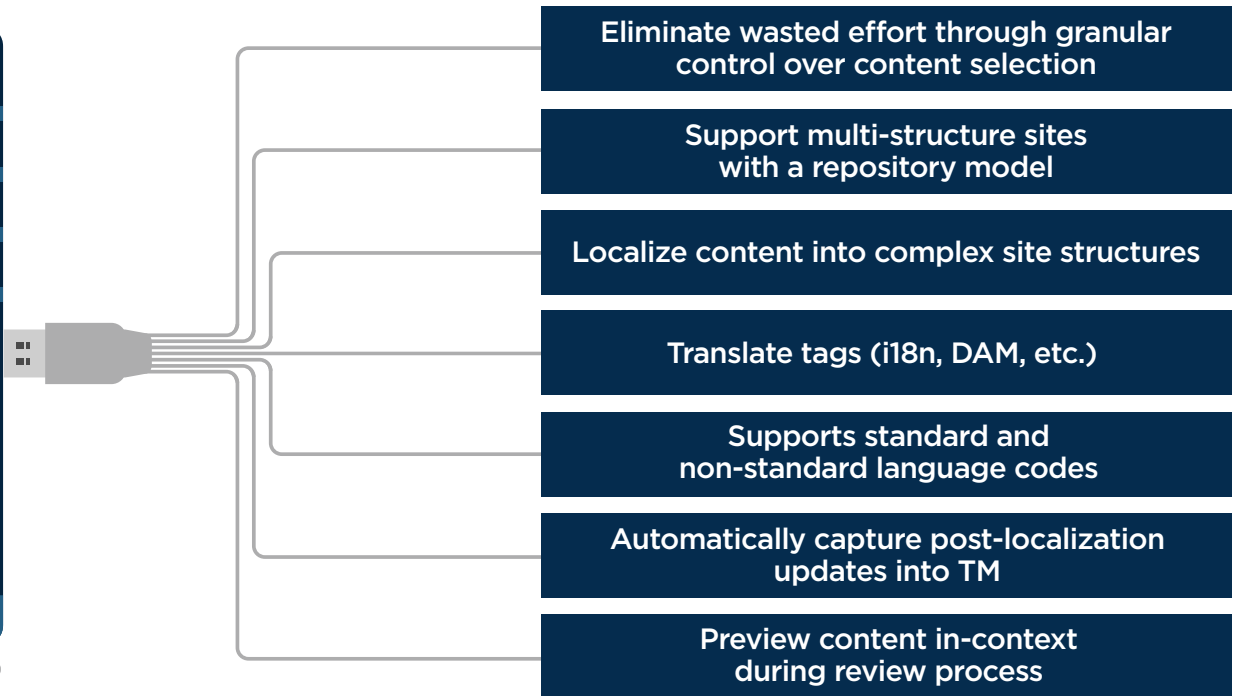 Eliminate wasted effort through granular
control over content selection
Support multi-structure sites
with a repository model
Localize content into complex site structures
Translate tags (i18n, DAM, etc.)
Supports standard and
non-standard language codes
Automatically capture post-localization
updates into TM
Preview content in-context
during review process